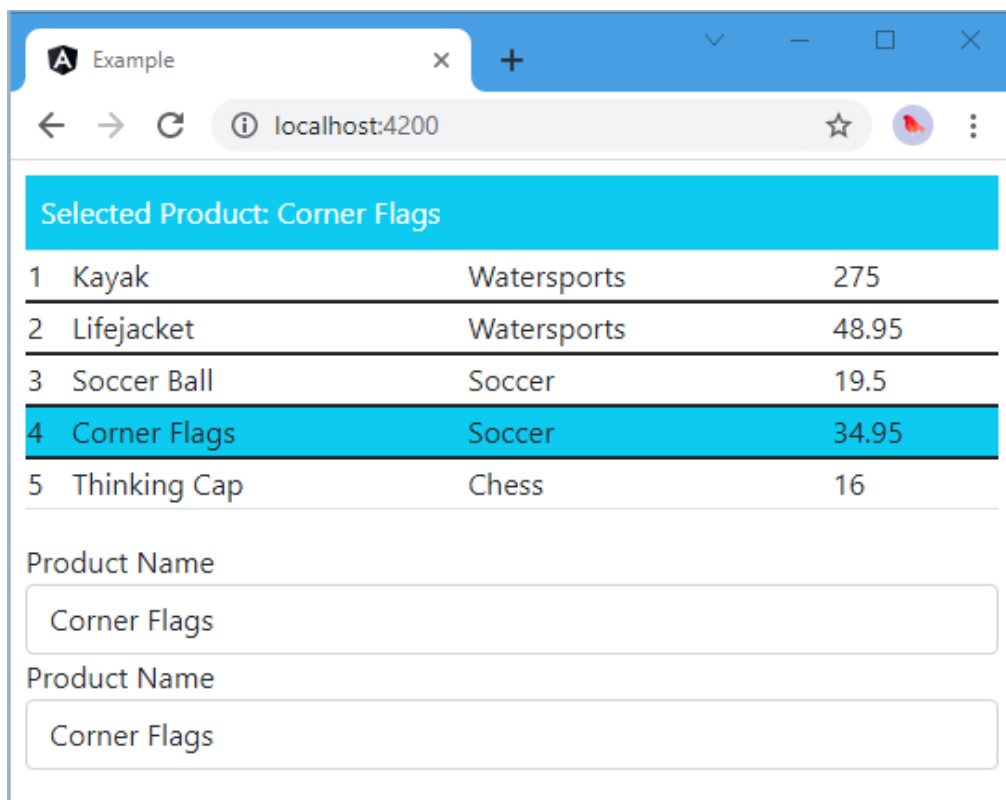 Example
localhost:4200
Selected Product: Corner Flags
1 Kayak Watersports 275
2 Lifejacket Watersports 48.95
3 Soccer Ball Soccer 19.5
4 Corner Flags Soccer 34.95
5 Thinking Cap Chess 16
Product Name
Corner Flags
Product Name
Corner Flags